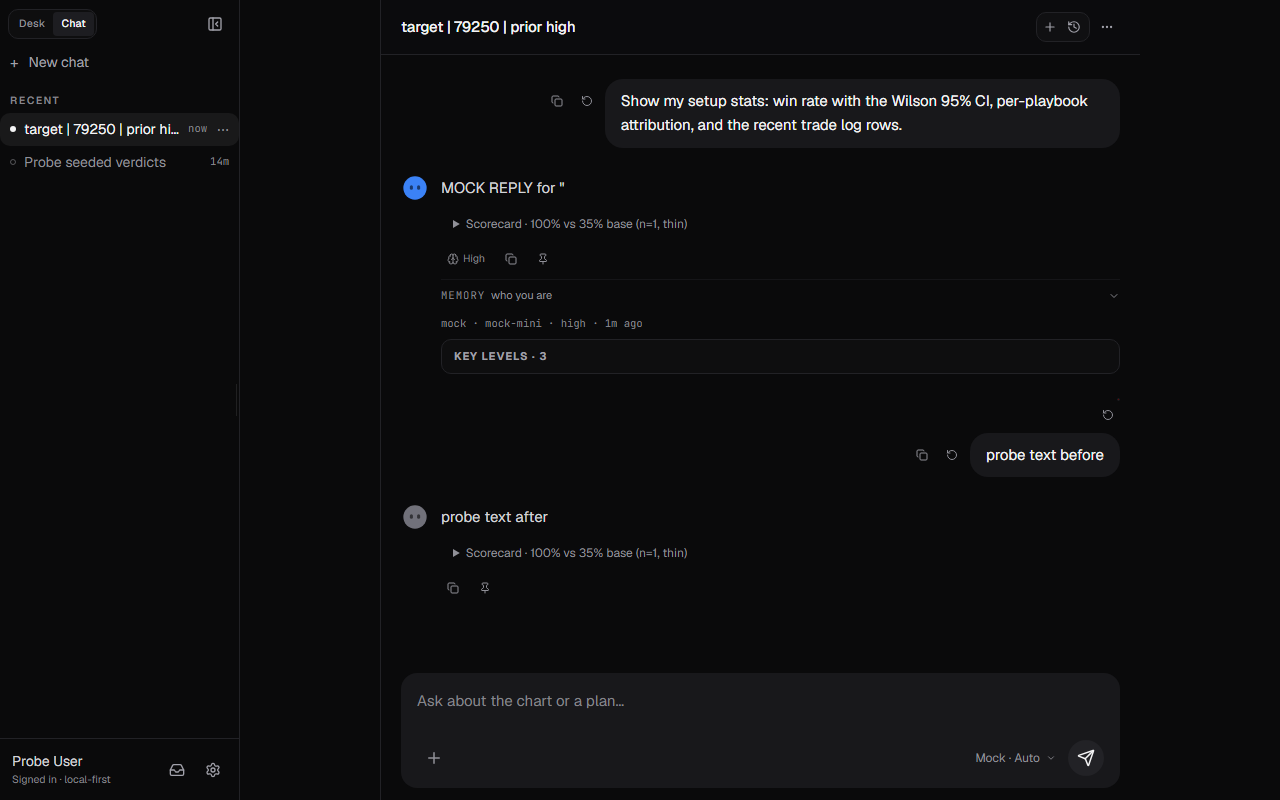 Desk Chat
+ New chat
RECENT
target | 79250 | prior hi... now
Probe seeded verdicts 14m
Probe User
Signed in · local-first
target | 79250 | prior high
Show my setup stats: win rate with the Wilson 95% CI, per-playbook
attribution, and the recent trade log rows.
MOCK REPLY for "
Scorecard · 100% vs 35% base (n=1, thin)
High
MEMORY who you are
mock · mock-mini · high · 1m ago
KEY LEVELS · 3
probe text before
probe text after
Scorecard · 100% vs 35% base (n=1, thin)
Ask about the chart or a plan...
Mock · Auto